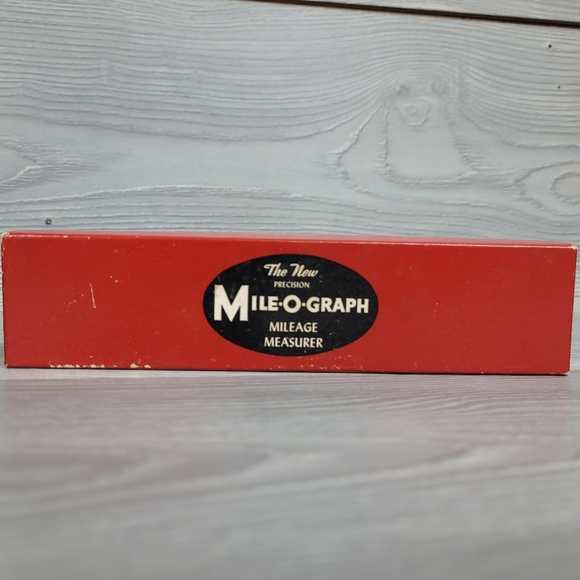 The New
PRECISION
MILE-O-GRAPH
MILEAGE
MEASURER